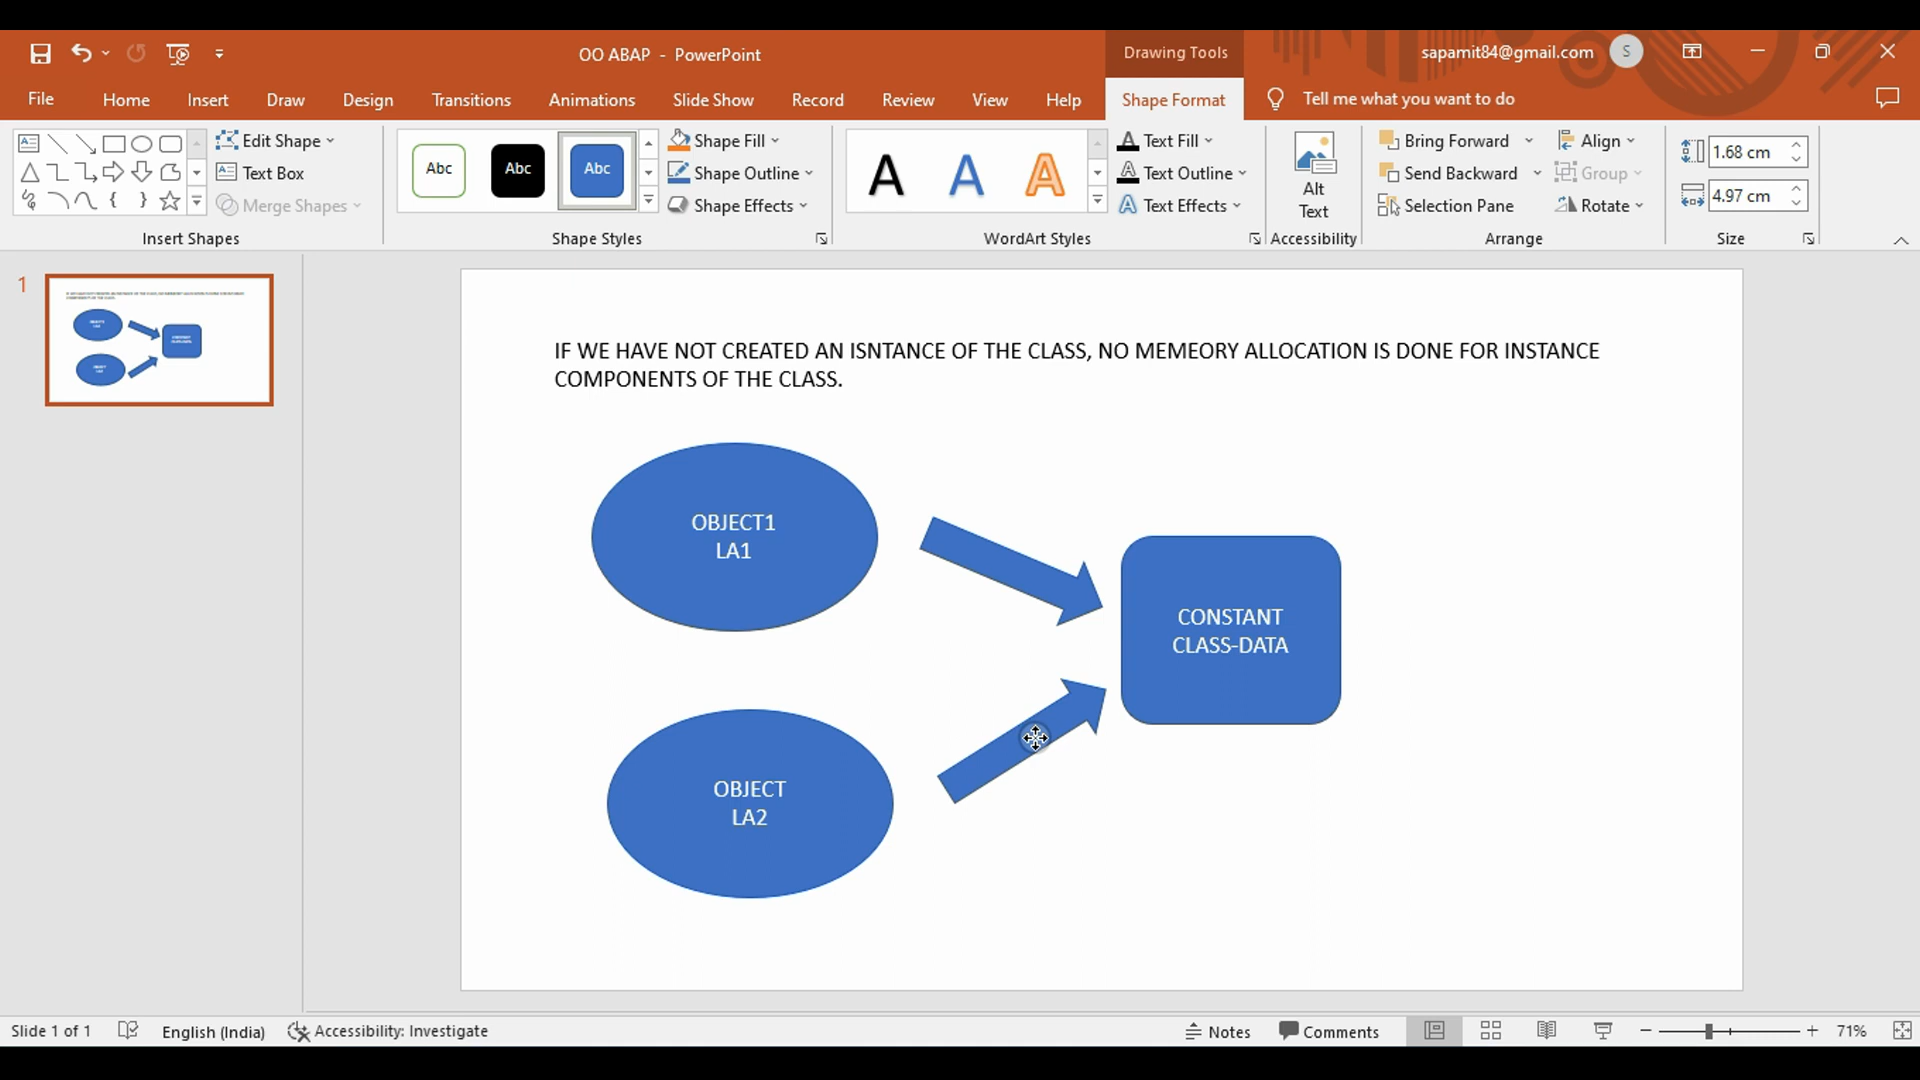 OO ABAP - PowerPoint
Drawing Tools
sapamit84@gmail.com
S
File
Home
Insert
Draw
Design
Transitions
Animations
Slide Show
Record
Review
View
Help
Shape Format
Tell me what you want to do
Edit Shape
Text Box
Merge Shapes
Insert Shapes
Abc
Abc
Abc
Shape Fill
Shape Outline
Shape Effects
Shape Styles
A
A
A
Text Fill
Text Outline
Text Effects
WordArt Styles
Alt
Text
Accessibility
Bring Forward
Send Backward
Selection Pane
Align
Group
Rotate
Arrange
1.68 cm
4.97 cm
Size
1
IF WE HAVE NOT CREATED AN ISNTANCE OF THE CLASS, NO MEMEORY ALLOCATION IS DONE FOR INSTANCE
COMPONENTS OF THE CLASS.
OBJECT1
LA1
CONSTANT
CLASS-DATA
OBJECT
LA2
Slide 1 of 1
English (India)
Accessibility: Investigate
Notes
Comments
71%